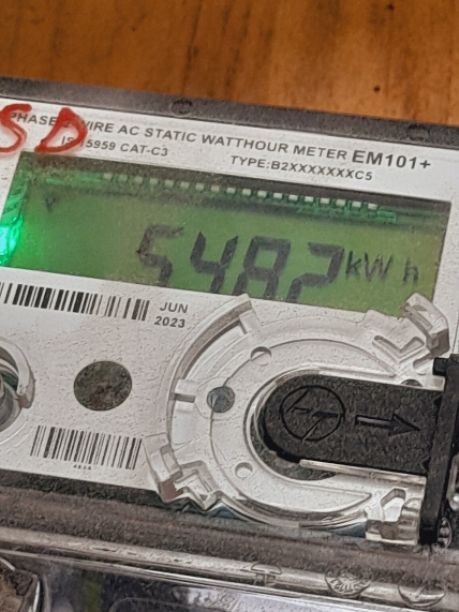 SD
PHASE WIRE AC STATIC WATTHOUR METER EM101+
5959 CAT-C3 TYPE:B2XXXXXXXC5
5482 kWh
JUN
2023